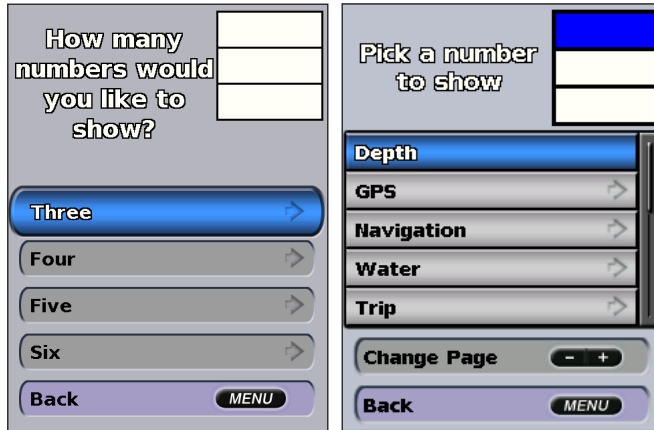 How many
numbers would
you like to
show?
Three
Four
Five
Six
Back MENU
Pick a number
to show
Depth
GPS
Navigation
Water
Trip
Change Page - +
Back MENU